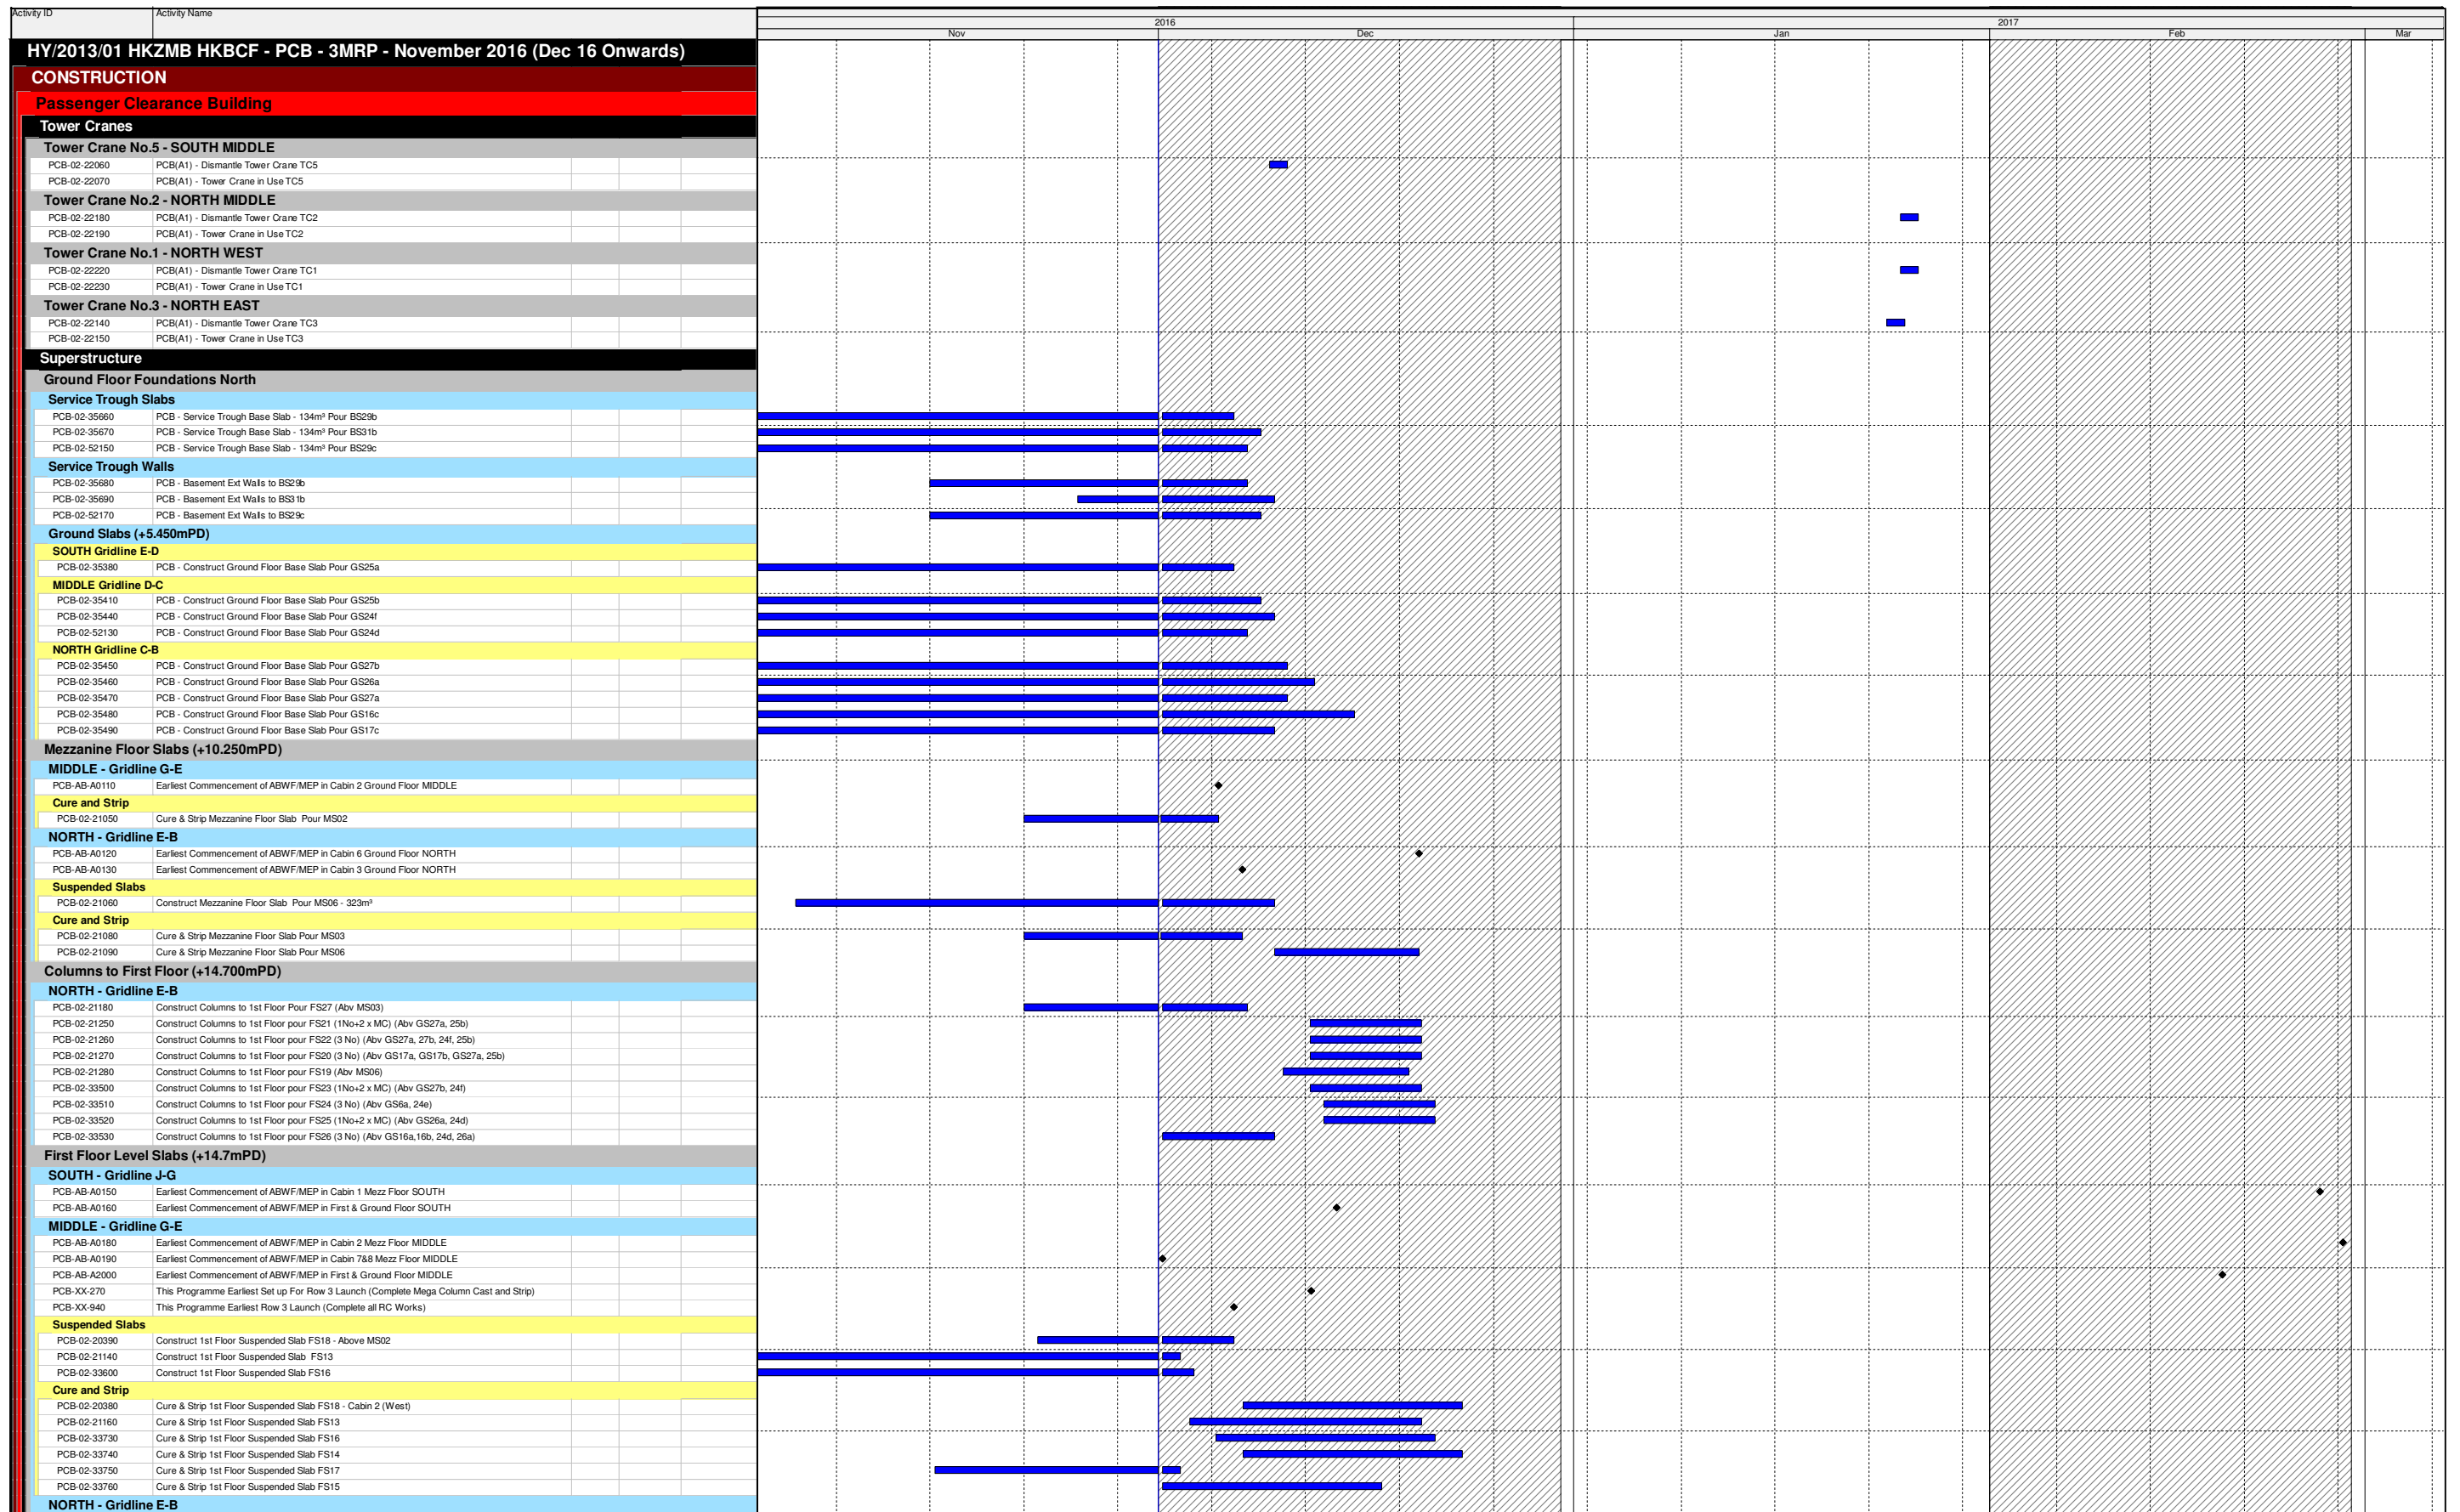 Activity ID Activity Name
2016 2017
Nov Dec Jan Feb Mar
HY/2013/01 HKZMB HKBCF - PCB - 3MRP - November 2016 (Dec 16 Onwards)
CONSTRUCTION
Passenger Clearance Building
Tower Cranes
Tower Crane No.5 - SOUTH MIDDLE
PCB-02-22060 PCB(A1) - Dismantle Tower Crane TC5
PCB-02-22070 PCB(A1) - Tower Crane in Use TC5
Tower Crane No.2 - NORTH MIDDLE
PCB-02-22180 PCB(A1) - Dismantle Tower Crane TC2
PCB-02-22190 PCB(A1) - Tower Crane in Use TC2
Tower Crane No.1 - NORTH WEST
PCB-02-22220 PCB(A1) - Dismantle Tower Crane TC1
PCB-02-22230 PCB(A1) - Tower Crane in Use TC1
Tower Crane No.3 - NORTH EAST
PCB-02-22140 PCB(A1) - Dismantle Tower Crane TC3
PCB-02-22150 PCB(A1) - Tower Crane in Use TC3
Superstructure
Ground Floor Foundations North
Service Trough Slabs
PCB-02-35660 PCB - Service Trough Base Slab - 134m³ Pour BS29b
PCB-02-35670 PCB - Service Trough Base Slab - 134m³ Pour BS31b
PCB-02-52150 PCB - Service Trough Base Slab - 134m³ Pour BS29c
Service Trough Walls
PCB-02-35680 PCB - Basement Ext Walls to BS29b
PCB-02-35690 PCB - Basement Ext Walls to BS31b
PCB-02-52170 PCB - Basement Ext Walls to BS29c
Ground Slabs (+5.450mPD)
SOUTH Gridline E-D
PCB-02-35380 PCB - Construct Ground Floor Base Slab Pour GS25a
MIDDLE Gridline D-C
PCB-02-35410 PCB - Construct Ground Floor Base Slab Pour GS25b
PCB-02-35440 PCB - Construct Ground Floor Base Slab Pour GS24f
PCB-02-52130 PCB - Construct Ground Floor Base Slab Pour GS24d
NORTH Gridline C-B
PCB-02-35450 PCB - Construct Ground Floor Base Slab Pour GS27b
PCB-02-35460 PCB - Construct Ground Floor Base Slab Pour GS26a
PCB-02-35470 PCB - Construct Ground Floor Base Slab Pour GS27a
PCB-02-35480 PCB - Construct Ground Floor Base Slab Pour GS16c
PCB-02-35490 PCB - Construct Ground Floor Base Slab Pour GS17c
Mezzanine Floor Slabs (+10.250mPD)
MIDDLE - Gridline G-E
PCB-AB-A0110 Earliest Commencement of ABWF/MEP in Cabin 2 Ground Floor MIDDLE
Cure and Strip
PCB-02-21050 Cure & Strip Mezzanine Floor Slab Pour MS02
NORTH - Gridline E-B
PCB-AB-A0120 Earliest Commencement of ABWF/MEP in Cabin 6 Ground Floor NORTH
PCB-AB-A0130 Earliest Commencement of ABWF/MEP in Cabin 3 Ground Floor NORTH
Suspended Slabs
PCB-02-21060 Construct Mezzanine Floor Slab Pour MS06 - 323m³
Cure and Strip
PCB-02-21080 Cure & Strip Mezzanine Floor Slab Pour MS03
PCB-02-21090 Cure & Strip Mezzanine Floor Slab Pour MS06
Columns to First Floor (+14.700mPD)
NORTH - Gridline E-B
PCB-02-21180 Construct Columns to 1st Floor Pour FS27 (Abv MS03)
PCB-02-21250 Construct Columns to 1st Floor pour FS21 (1No+2 x MC) (Abv GS27a, 25b)
PCB-02-21260 Construct Columns to 1st Floor pour FS22 (3 No) (Abv GS27a, 27b, 24f, 25b)
PCB-02-21270 Construct Columns to 1st Floor pour FS20 (3 No) (Abv GS17a, GS17b, GS27a, 25b)
PCB-02-21280 Construct Columns to 1st Floor pour FS19 (Abv MS06)
PCB-02-33500 Construct Columns to 1st Floor pour FS23 (1No+2 x MC) (Abv GS27b, 24f)
PCB-02-33510 Construct Columns to 1st Floor pour FS24 (3 No) (Abv GS6a, 24e)
PCB-02-33520 Construct Columns to 1st Floor pour FS25 (1No+2 x MC) (Abv GS26a, 24d)
PCB-02-33530 Construct Columns to 1st Floor pour FS26 (3 No) (Abv GS16a,16b, 24d, 26a)
First Floor Level Slabs (+14.7mPD)
SOUTH - Gridline J-G
PCB-AB-A0150 Earliest Commencement of ABWF/MEP in Cabin 1 Mezz Floor SOUTH
PCB-AB-A0160 Earliest Commencement of ABWF/MEP in First & Ground Floor SOUTH
MIDDLE - Gridline G-E
PCB-AB-A0180 Earliest Commencement of ABWF/MEP in Cabin 2 Mezz Floor MIDDLE
PCB-AB-A0190 Earliest Commencement of ABWF/MEP in Cabin 7&8 Mezz Floor MIDDLE
PCB-AB-A2000 Earliest Commencement of ABWF/MEP in First & Ground Floor MIDDLE
PCB-XX-270 This Programme Earliest Set up For Row 3 Launch (Complete Mega Column Cast and Strip)
PCB-XX-940 This Programme Earliest Row 3 Launch (Complete all RC Works)
Suspended Slabs
PCB-02-20390 Construct 1st Floor Suspended Slab FS18 - Above MS02
PCB-02-21140 Construct 1st Floor Suspended Slab FS13
PCB-02-33600 Construct 1st Floor Suspended Slab FS16
Cure and Strip
PCB-02-20380 Cure & Strip 1st Floor Suspended Slab FS18 - Cabin 2 (West)
PCB-02-21160 Cure & Strip 1st Floor Suspended Slab FS13
PCB-02-33730 Cure & Strip 1st Floor Suspended Slab FS16
PCB-02-33740 Cure & Strip 1st Floor Suspended Slab FS14
PCB-02-33750 Cure & Strip 1st Floor Suspended Slab FS17
PCB-02-33760 Cure & Strip 1st Floor Suspended Slab FS15
NORTH - Gridline E-B